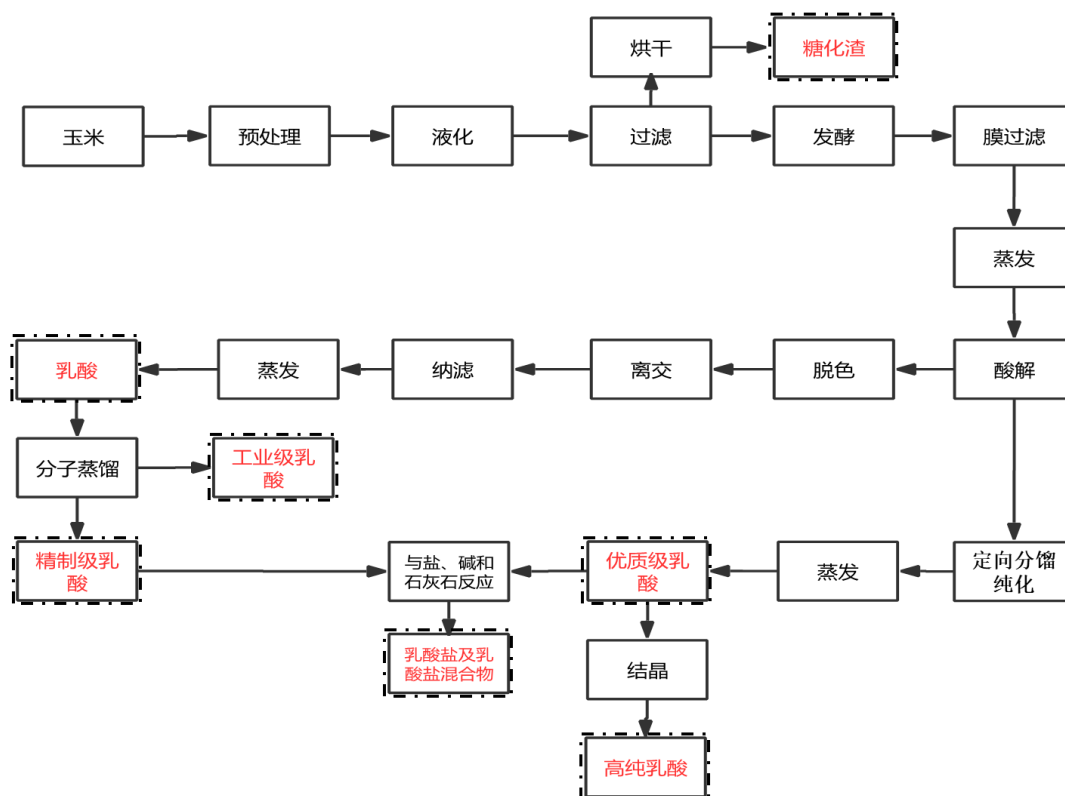 烘干
糖化渣
玉米
预处理
液化
过滤
发酵
膜过滤
蒸发
乳酸
蒸发
纳滤
离交
脱色
酸解
分子蒸馏
工业级乳
酸
精制级乳
酸
与盐、碱和
石灰石反应
优质级乳
酸
蒸发
定向分馏
纯化
乳酸盐及乳
酸盐混合物
结晶
高纯乳酸